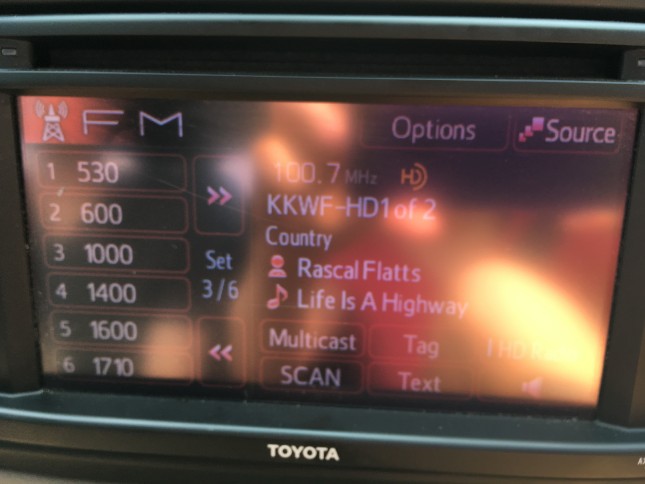 FM
Options
Source
1 530
2 600
3 1000
4 1400
5 1600
6 1710
>>
Set
3/6
<<
100.7 MHz HD
KKWF-HD1 of 2
Country
Rascal Flatts
Life Is A Highway
Multicast
Tag
SCAN
Text
TOYOTA